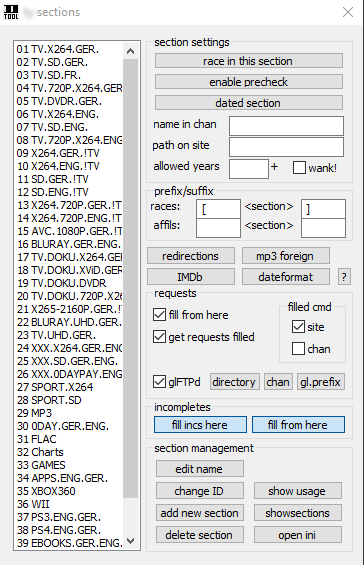 TOOL
sections
01 TV.X264.GER.
02 TV.SD.GER.
03 TV.SD.FR.
04 TV.720P.X264.GER
05 TV.DVDR.GER.
06 TV.X264.ENG.
07 TV.SD.ENG.
08 TV.720P.X264.ENG
09 X264.GER.!TV
10 X264.ENG.!TV
11 SD.GER.!TV
12 SD.ENG.!TV
13 X264.720P.GER.!T
14 X264.720P.ENG.!T
15 AVC.1080P.GER.!T
16 BLURAY.GER.ENG.
17 TV.DOKU.X264.GER
18 TV.DOKU.XViD.GER
19 TV.DOKU.DVDR
20 TV.DOKU.720P.X26
21 X265-2160P.GER.!
22 BLURAY.UHD.GER.
23 TV.UHD.GER.
24 XXX.X264.GER.ENG
25 XXX.SD.GER.ENG.
26 XXX.0DAYPAY.ENG
27 SPORT.X264
28 SPORT.SD
29 MP3
30 0DAY.GER.ENG.
31 FLAC
32 Charts
33 GAMES
34 APPS.ENG.GER.
35 XBOX360
36 WII
37 PS3.ENG.GER.
38 PS4.ENG.GER.
39 EBOOKS.GER.ENG.
section settings
race in this section
enable precheck
dated section
name in chan
path on site
allowed years + wank!
prefix/suffix
races: [ <section> ]
affils: <section>
redirections mp3 foreign
IMDb dateformat ?
requests
fill from here
get requests filled
filled cmd
site
chan
glFTPd directory chan gl.prefix
incompletes
fill incs here fill from here
section management
edit name
change ID show usage
add new section showsections
delete section open ini